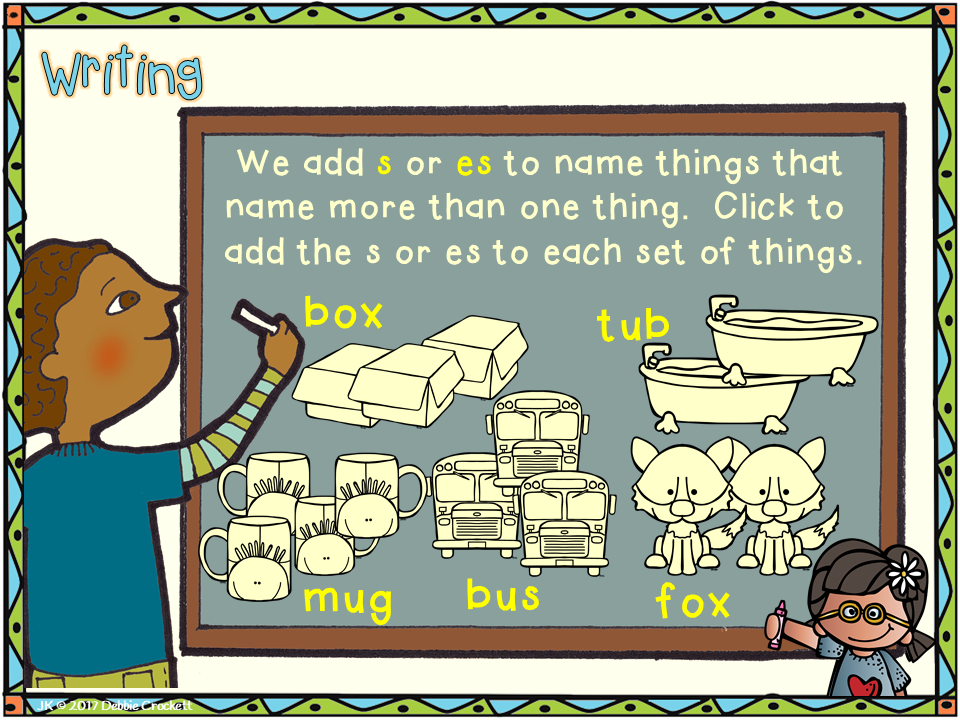 Writing
We add s or es to name things that
name more than one thing. Click to
add the s or es to each set of things.
box
tub
mug
bus
fox
JK © 2017 Debbie Crockett